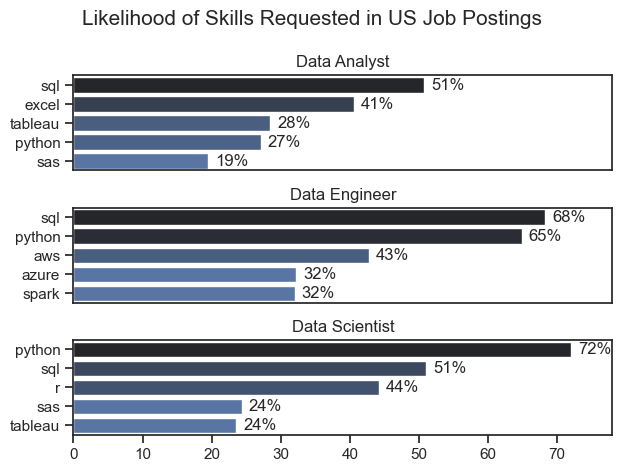 Likelihood of Skills Requested in US Job Postings
Data Analyst
sql 51%
excel 41%
tableau 28%
python 27%
sas 19%
Data Engineer
sql 68%
python 65%
aws 43%
azure 32%
spark 32%
Data Scientist
python 72%
sql 51%
r 44%
sas 24%
tableau 24%
0 10 20 30 40 50 60 70